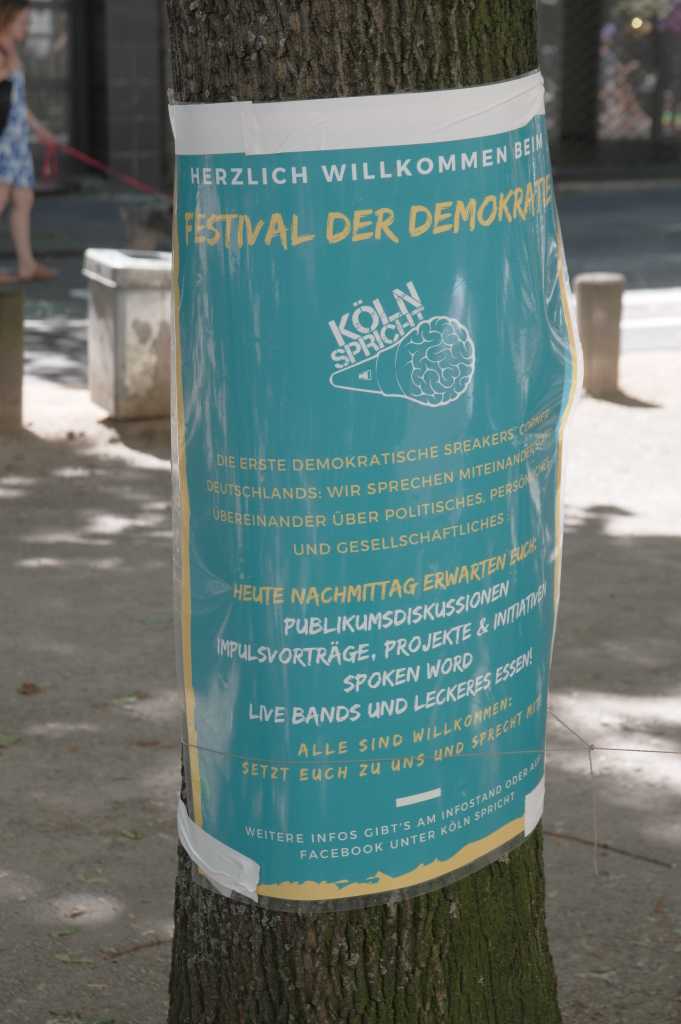 HERZLICH WILLKOMMEN BEIM
FESTIVAL DER DEMOKRATIE
KÖLN
SPRICHT
DIE ERSTE DEMOKRATISCHE SPEAKERS' CORNER
DEUTSCHLANDS: WIR SPRECHEN MITEINANDER STATT
ÜBEREINANDER ÜBER POLITISCHES, PERSÖNLICHES
UND GESELLSCHAFTLICHES
HEUTE NACHMITTAG ERWARTEN EUCH:
PUBLIKUMSDISKUSSIONEN
IMPULSVORTRÄGE, PROJEKTE & INITIATIVEN
SPOKEN WORD
LIVE BANDS UND LECKERES ESSEN!
ALLE SIND WILLKOMMEN:
SETZT EUCH ZU UNS UND SPRECHT MIT!
WEITERE INFOS GIBT'S AM INFOSTAND ODER AUF
FACEBOOK UNTER KÖLN SPRICHT